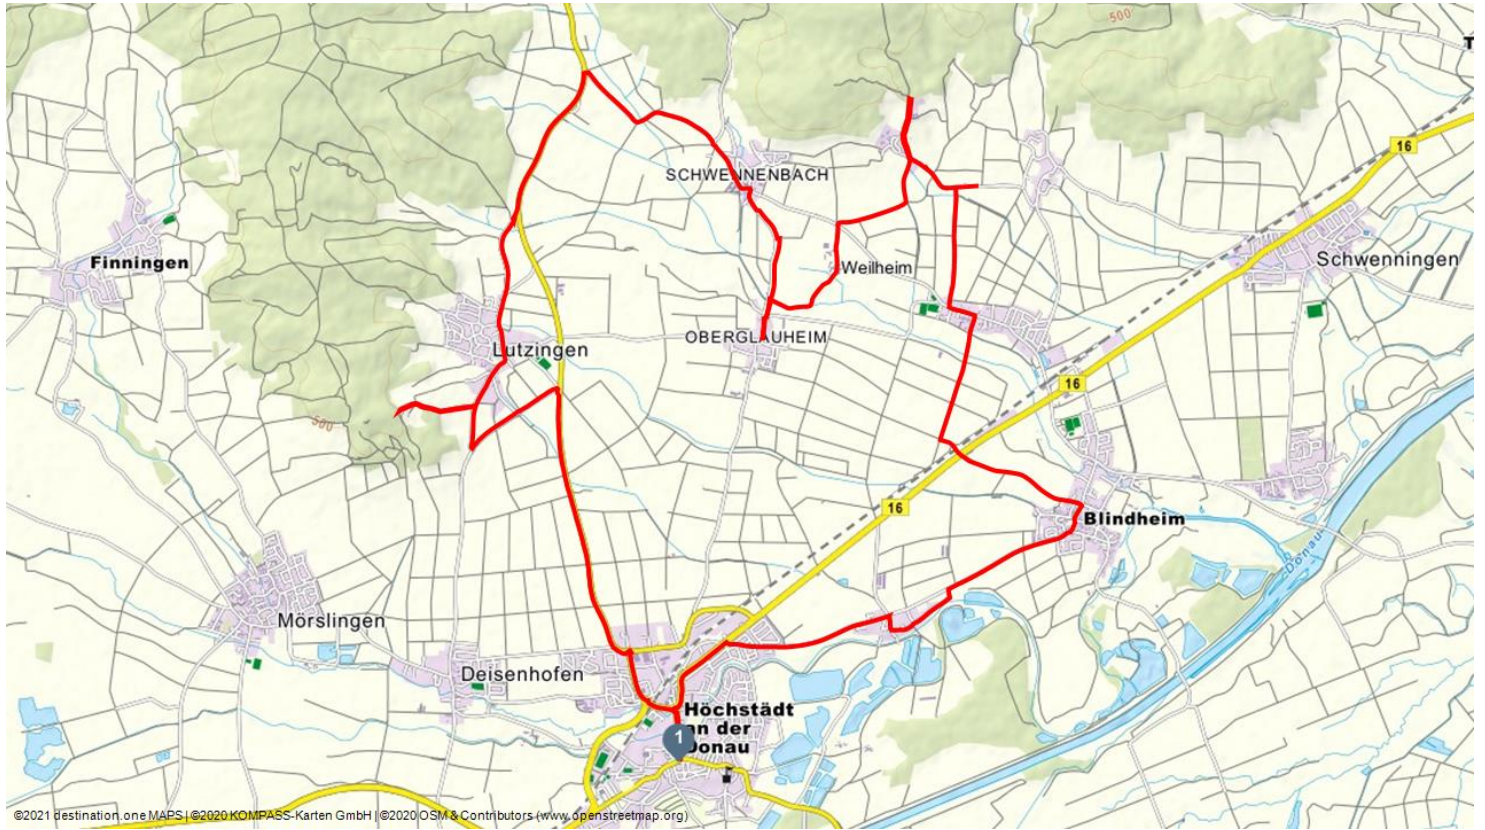 500
T
16
SCHWENNENBACH
Finningen
Weilheim
Schwenningen
OBERGLAUHEIM
Lutzingen
16
500
16
Blindheim
Donau
Mörslingen
Deisenhofen
Höchstädt
an der
Donau
1
©2021 destination.one MAPS | ©2020 KOMPASS-Karten GmbH | ©2020 OSM & Contributors (www.openstreetmap.org)